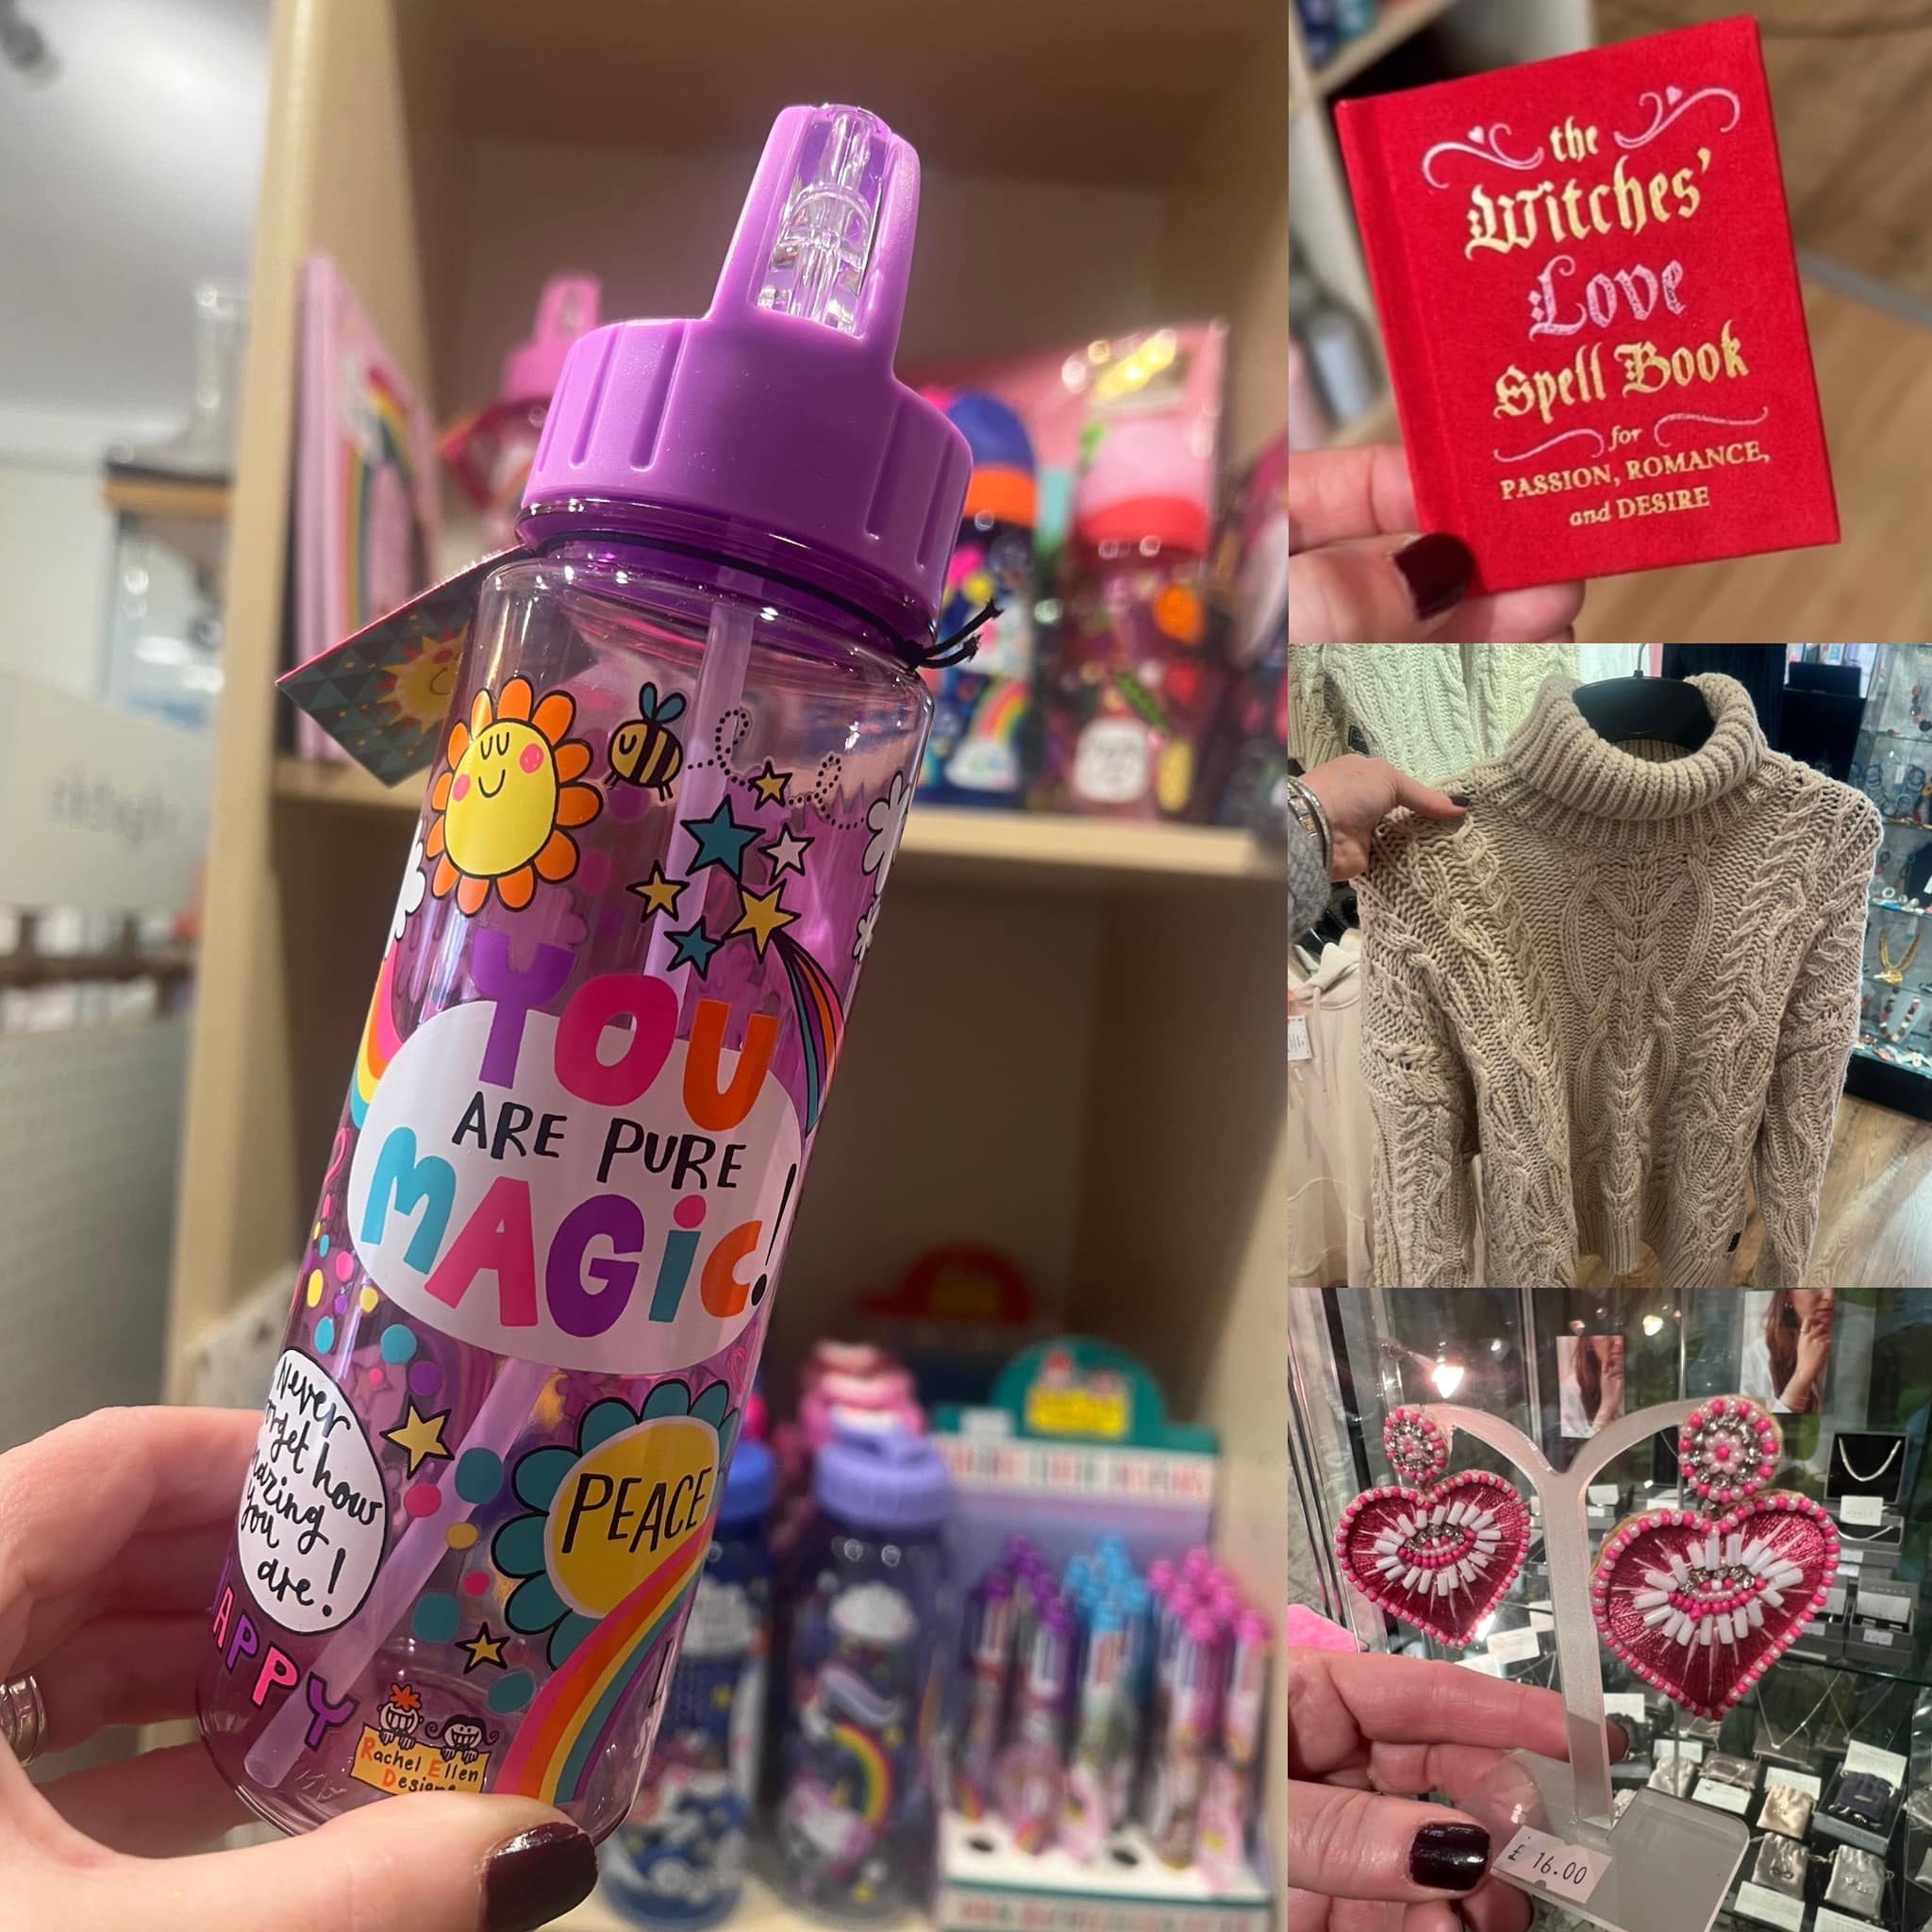 YOU
ARE PURE
MAGIC!
Never
forget how
amazing
you
are!
PEACE
APPY
Rachel Ellen
Designs
the
Witches'
Love
Spell Book
for
PASSION, ROMANCE,
and DESIRE
£ 16.00